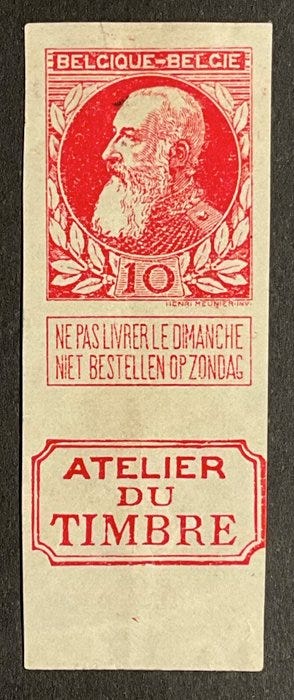 BELGIQUE-BELGIE
10
HENRI MEUNIER·INV·
NE PAS LIVRER LE DIMANCHE
NIET BESTELLEN OP ZONDAG
ATELIER
DU
TIMBRE